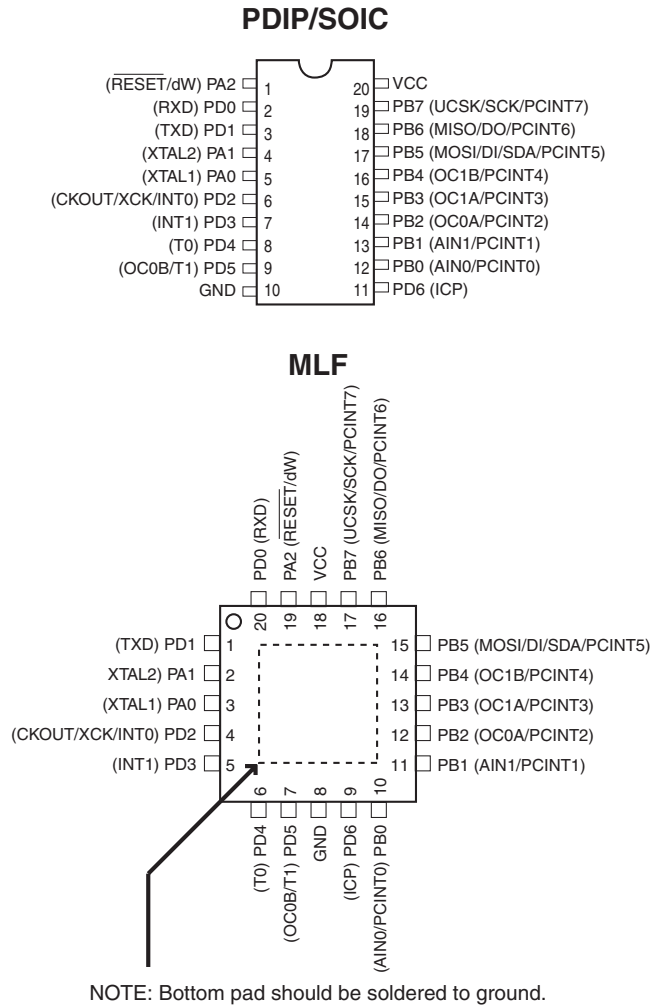 PDIP/SOIC
(RESET/dW) PA2 1 20 VCC
(RXD) PD0 2 19 PB7 (UCSK/SCK/PCINT7)
(TXD) PD1 3 18 PB6 (MISO/DO/PCINT6)
(XTAL2) PA1 4 17 PB5 (MOSI/DI/SDA/PCINT5)
(XTAL1) PA0 5 16 PB4 (OC1B/PCINT4)
(CKOUT/XCK/INT0) PD2 6 15 PB3 (OC1A/PCINT3)
(INT1) PD3 7 14 PB2 (OC0A/PCINT2)
(T0) PD4 8 13 PB1 (AIN1/PCINT1)
(OC0B/T1) PD5 9 12 PB0 (AIN0/PCINT0)
GND 10 11 PD6 (ICP)
MLF
PD0 (RXD)
PA2 (RESET/dW)
VCC
PB7 (UCSK/SCK/PCINT7)
PB6 (MISO/DO/PCINT6)
20 19 18 17 16
(TXD) PD1 1 15 PB5 (MOSI/DI/SDA/PCINT5)
XTAL2) PA1 2 14 PB4 (OC1B/PCINT4)
(XTAL1) PA0 3 13 PB3 (OC1A/PCINT3)
(CKOUT/XCK/INT0) PD2 4 12 PB2 (OC0A/PCINT2)
(INT1) PD3 5 11 PB1 (AIN1/PCINT1)
6 7 8 9 10
(T0) PD4
(OC0B/T1) PD5
GND
(ICP) PD6
(AIN0/PCINT0) PB0
NOTE: Bottom pad should be soldered to ground.